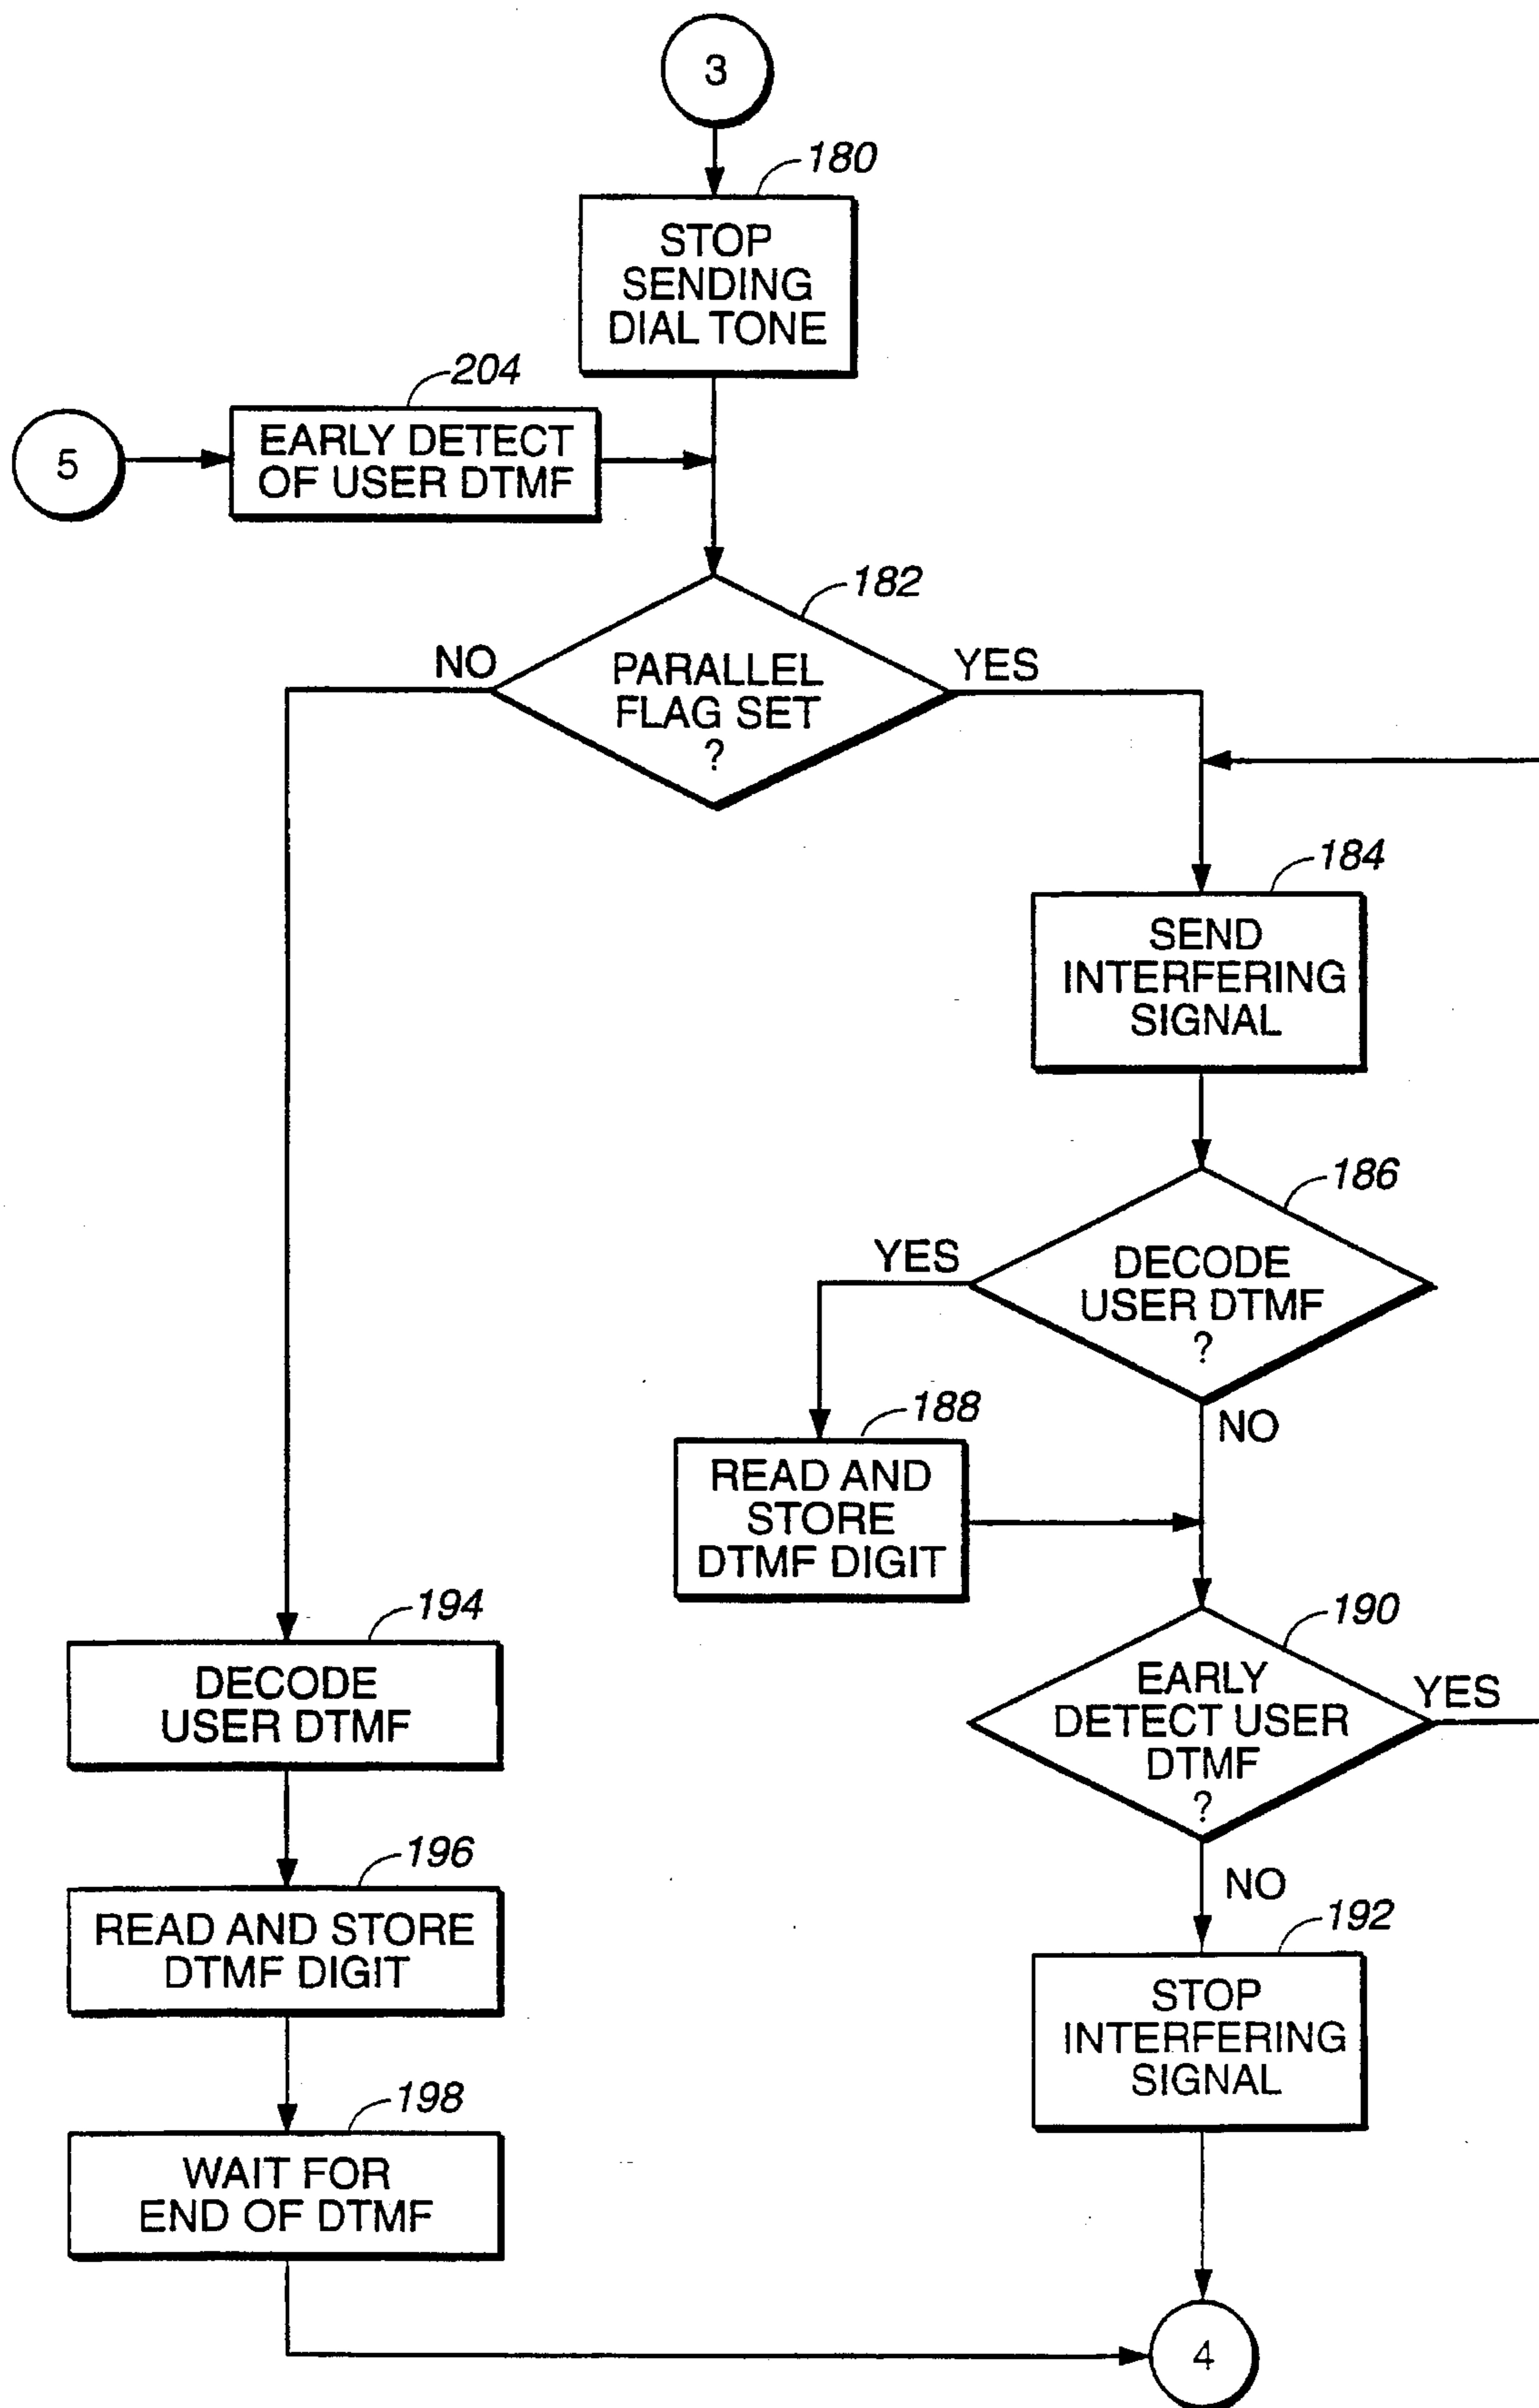 3
180
STOP
SENDING
DIAL TONE
204
5
EARLY DETECT
OF USER DTMF
182
NO
PARALLEL
FLAG SET
?
YES
184
SEND
INTERFERING
SIGNAL
186
YES
DECODE
USER DTMF
?
NO
188
READ AND
STORE
DTMF DIGIT
190
EARLY
DETECT USER
DTMF
?
YES
194
DECODE
USER DTMF
NO
196
READ AND STORE
DTMF DIGIT
192
STOP
INTERFERING
SIGNAL
198
WAIT FOR
END OF DTMF
4